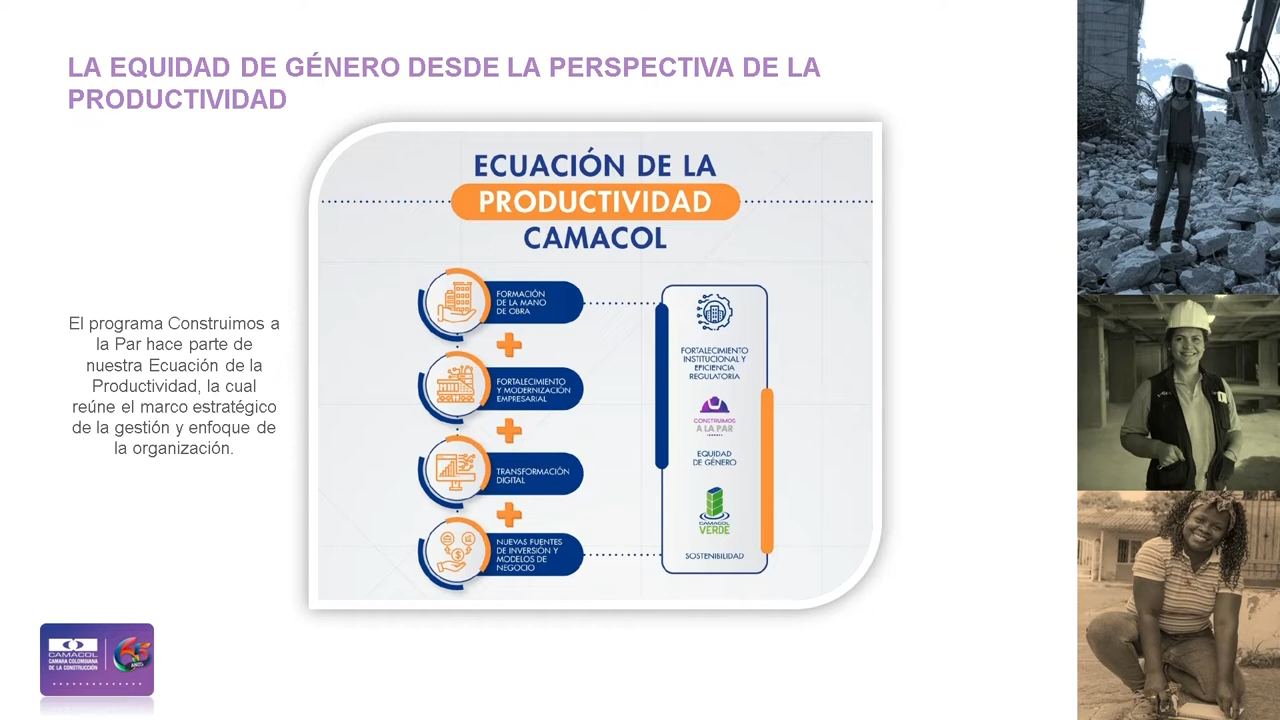 LA EQUIDAD DE GÉNERO DESDE LA PERSPECTIVA DE LA
PRODUCTIVIDAD
El programa Construimos a
la Par hace parte de
nuestra Ecuación de la
Productividad, la cual
reúne el marco estratégico
de la gestión y enfoque de
la organización.
ECUACIÓN DE LA
PRODUCTIVIDAD
CAMACOL
FORMACIÓN
DE LA MANO
DE OBRA
FORTALECIMIENTO
Y MODERNIZACIÓN
EMPRESARIAL
TRANSFORMACIÓN
DIGITAL
NUEVAS FUENTES
DE INVERSIÓN Y
MODELOS DE
NEGOCIO
FORTALECIMIENTO
INSTITUCIONAL Y
EFICIENCIA
REGULATORIA
CONSTRUIMOS
A LA PAR
EQUIDAD
DE GÉNERO
CAMACOL
VERDE
SOSTENIBILIDAD
CAMACOL
CÁMARA COLOMBIANA
DE LA CONSTRUCCIÓN
65
AÑOS